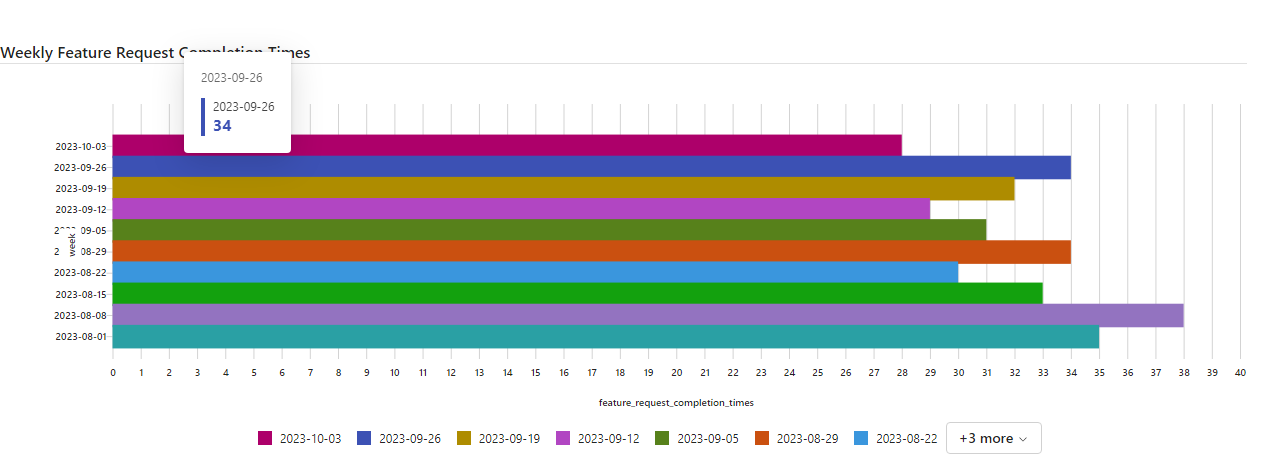 Weekly Feature Request Completion Times
2023-09-26
2023-09-26
34
2023-10-03
2023-09-26
2023-09-19
2023-09-12
09-05
08-29
2023-08-22
2023-08-15
2023-08-08
2023-08-01
week
0 1 2 3 4 5 6 7 8 9 10 11 12 13 14 15 16 17 18 19 20 21 22 23 24 25 26 27 28 29 30 31 32 33 34 35 36 37 38 39 40
feature_request_completion_times
2023-10-03 2023-09-26 2023-09-19 2023-09-12 2023-09-05 2023-08-29 2023-08-22 +3 more